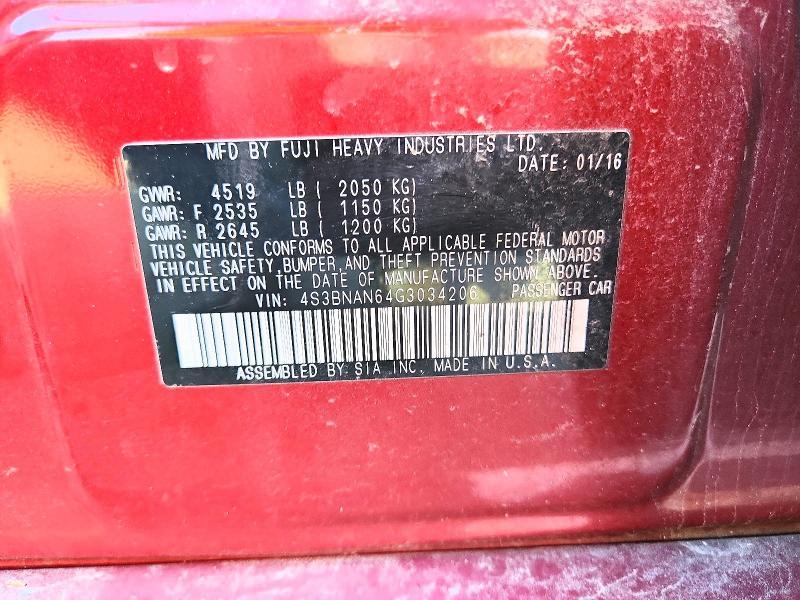 MFD BY FUJI HEAVY INDUSTRIES LTD.
DATE: 01/16
GVWR: 4519 LB ( 2050 KG)
GAWR: F 2535 LB ( 1150 KG)
GAWR: R 2645 LB ( 1200 KG)
THIS VEHICLE CONFORMS TO ALL APPLICABLE FEDERAL MOTOR
VEHICLE SAFETY, BUMPER, AND THEFT PREVENTION STANDARDS
IN EFFECT ON THE DATE OF MANUFACTURE SHOWN ABOVE.
VIN: 4S3BNAN64G3034206 PASSENGER CAR
ASSEMBLED BY SIA INC. MADE IN U.S.A.